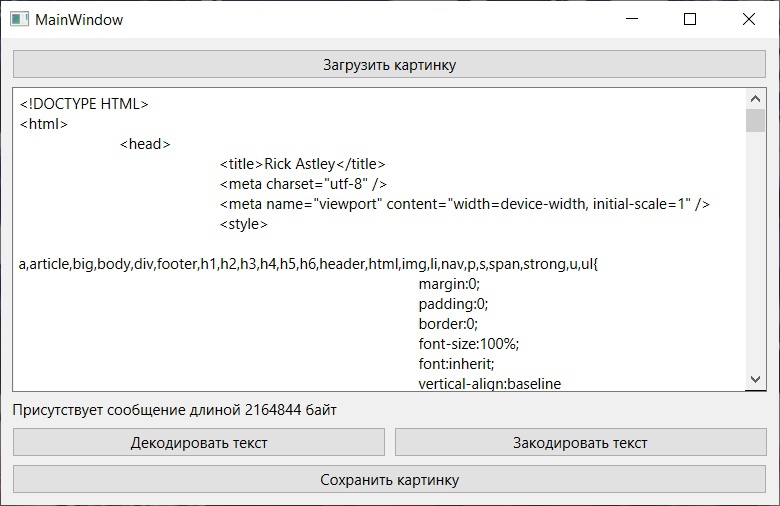 MainWindow
Загрузить картинку
<!DOCTYPE HTML>
<html>
<head>
<title>Rick Astley</title>
<meta charset="utf-8" />
<meta name="viewport" content="width=device-width, initial-scale=1" />
<style>
a,article,big,body,div,footer,h1,h2,h3,h4,h5,h6,header,html,img,li,nav,p,s,span,strong,u,ul{
margin:0;
padding:0;
border:0;
font-size:100%;
font:inherit;
vertical-align:baseline
Присутствует сообщение длиной 2164844 байт
Декодировать текст Закодировать текст
Сохранить картинку